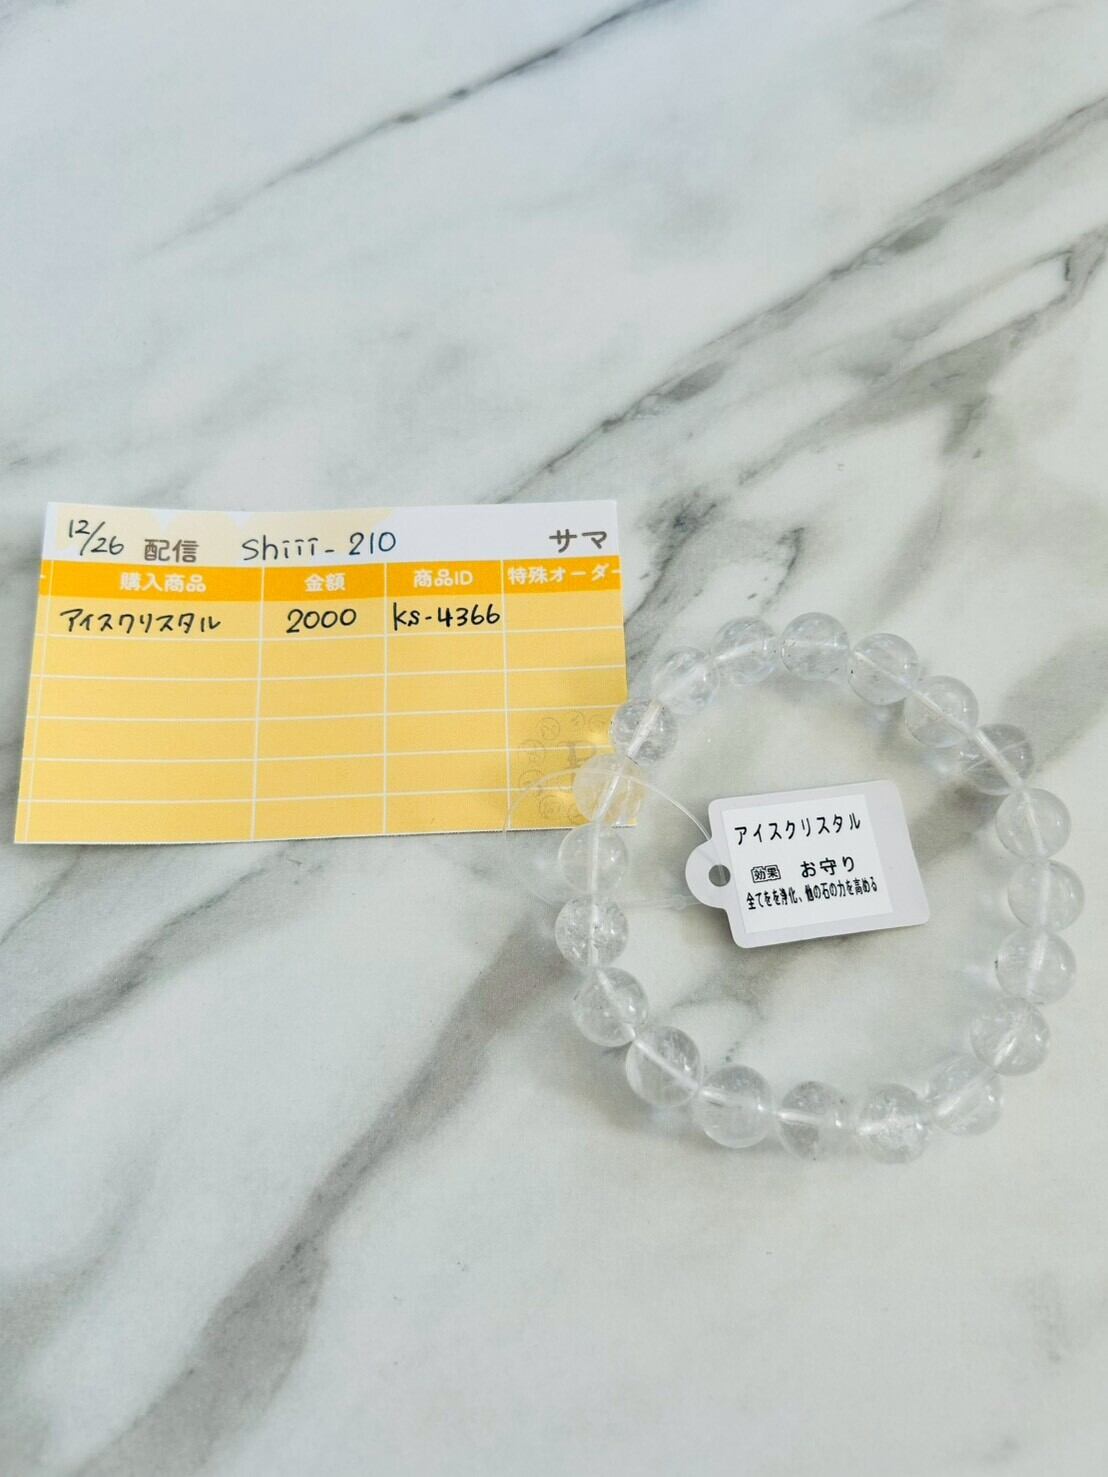 12/26 配信 Shiii-210 サマ
購入商品 金額 商品ID 特殊オーダー
アイスクリスタル 2000 ks-4366
アイスクリスタル
効果 お守り
全てをを浄化、他の石の力を高める